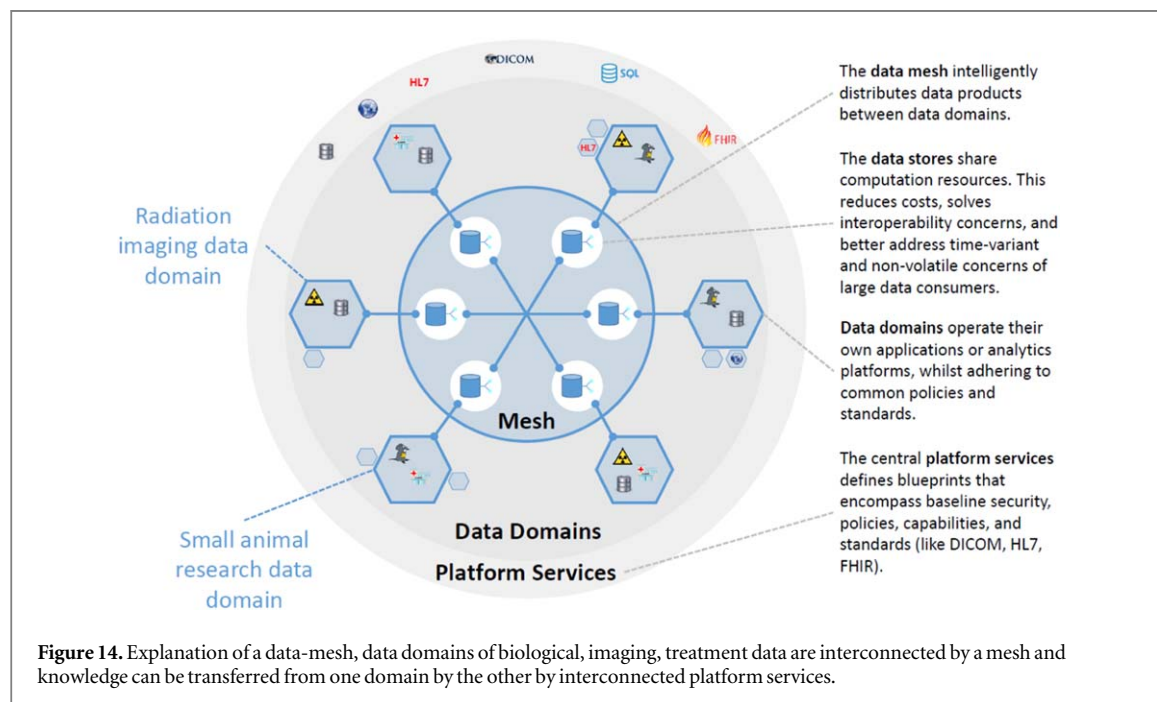 DICOM
HL7
SQL
FHIR
HL7
Radiation
imaging data
domain
Small animal
research data
domain
Mesh
Data Domains
Platform Services
The data mesh intelligently
distributes data products
between data domains.
The data stores share
computation resources. This
reduces costs, solves
interoperability concerns, and
better address time-variant
and non-volatile concerns of
large data consumers.
Data domains operate their
own applications or analytics
platforms, whilst adhering to
common policies and
standards.
The central platform services
defines blueprints that
encompass baseline security,
policies, capabilities, and
standards (like DICOM, HL7,
FHIR).
Figure 14. Explanation of a data-mesh, data domains of biological, imaging, treatment data are interconnected by a mesh and
knowledge can be transferred from one domain by the other by interconnected platform services.